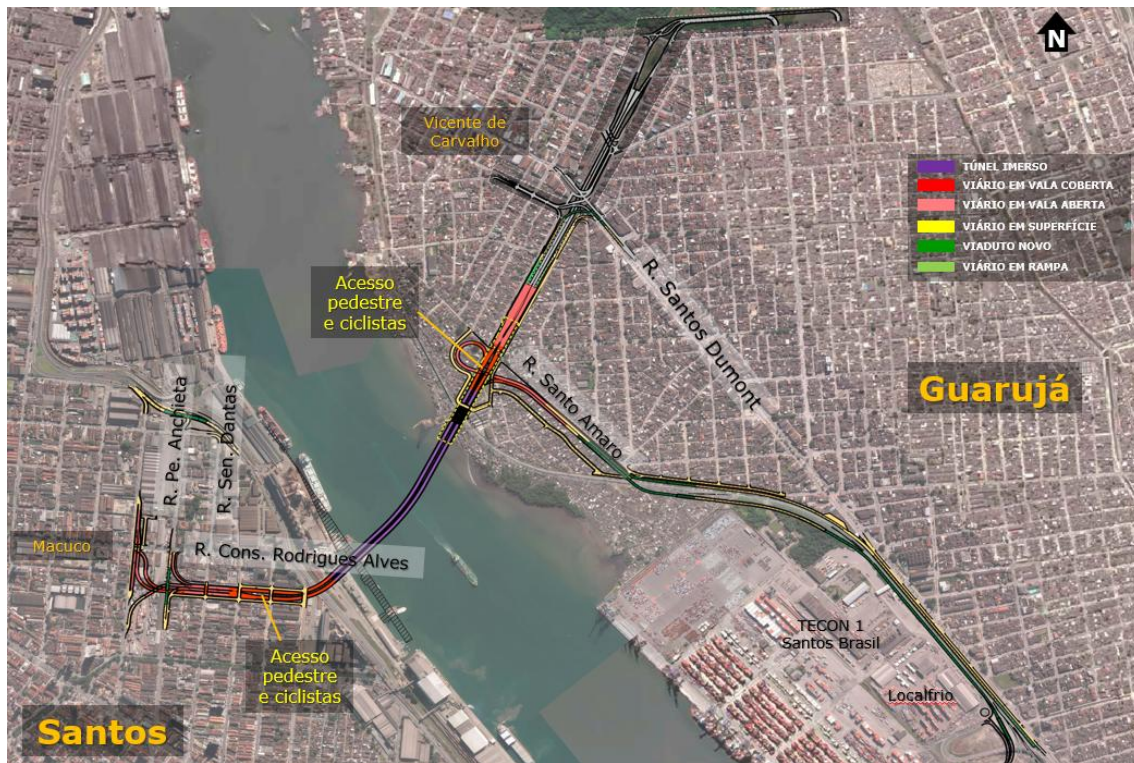 N
Vicente de
Carvalho
TÚNEL IMERSO
VIÁRIO EM VALA COBERTA
VIÁRIO EM VALA ABERTA
VIÁRIO EM SUPERFÍCIE
VIADUTO NOVO
VIÁRIO EM RAMPA
Acesso
pedestre
e ciclistas
R. Santos Dumont
R. Santo Amaro
Guarujá
R. Pe. Anchieta
R. Sen. Dantas
Macuco
R. Cons. Rodrigues Alves
TECON 1
Santos Brasil
Acesso
pedestre
e ciclistas
Localfrio
Santos